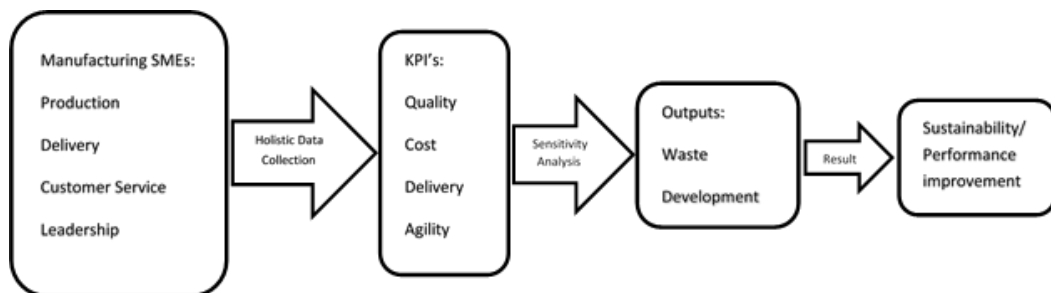 Manufacturing SMEs:
Production
Delivery
Customer Service
Leadership
Holistic Data
Collection
KPI's:
Quality
Cost
Delivery
Agility
Sensitivity
Analysis
Outputs:
Waste
Development
Result
Sustainability/
Performance
improvement